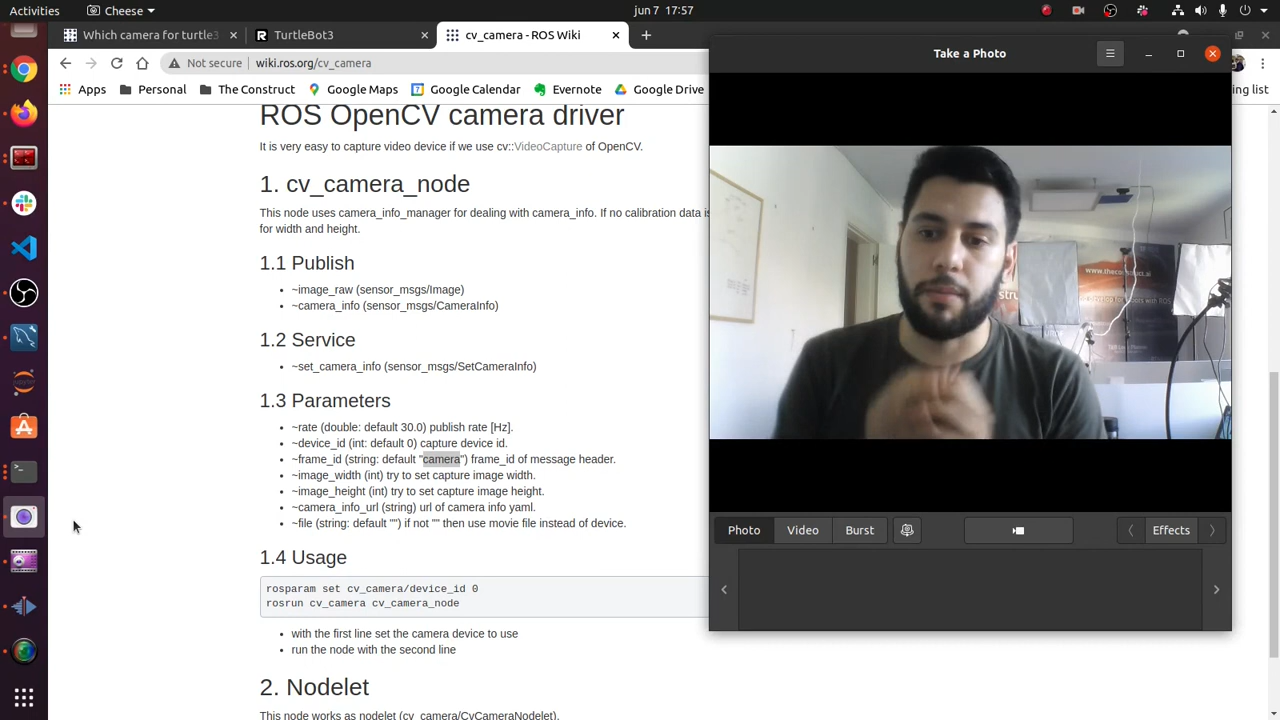 Activities
Cheese
jun 7 17:57
Which camera for turtle3
TurtleBot3
cv_camera - ROS Wiki
Not secure
wiki.ros.org/cv_camera
Apps
Personal
The Construct
Google Maps
Google Calendar
Evernote
Google Drive
ing list
Take a Photo
ROS OpenCV camera driver
It is very easy to capture video device if we use cv::VideoCapture of OpenCV.
1. cv_camera_node
This node uses camera_info_manager for dealing with camera_info. If no calibration data is
for width and height.
1.1 Publish
• ~image_raw (sensor_msgs/Image)
• ~camera_info (sensor_msgs/CameraInfo)
1.2 Service
• ~set_camera_info (sensor_msgs/SetCameraInfo)
1.3 Parameters
• ~rate (double: default 30.0) publish rate [Hz].
• ~device_id (int: default 0) capture device id.
• ~frame_id (string: default "camera") frame_id of message header.
• ~image_width (int) try to set capture image width.
• ~image_height (int) try to set capture image height.
• ~camera_info_url (string) url of camera info yaml.
• ~file (string: default "") if not "" then use movie file instead of device.
1.4 Usage
rosparam set cv_camera/device_id 0
rosrun cv_camera cv_camera_node
• with the first line set the camera device to use
• run the node with the second line
2. Nodelet
This node works as nodelet (cv_camera/CvCameraNodelet).
Photo
Video
Burst
Effects